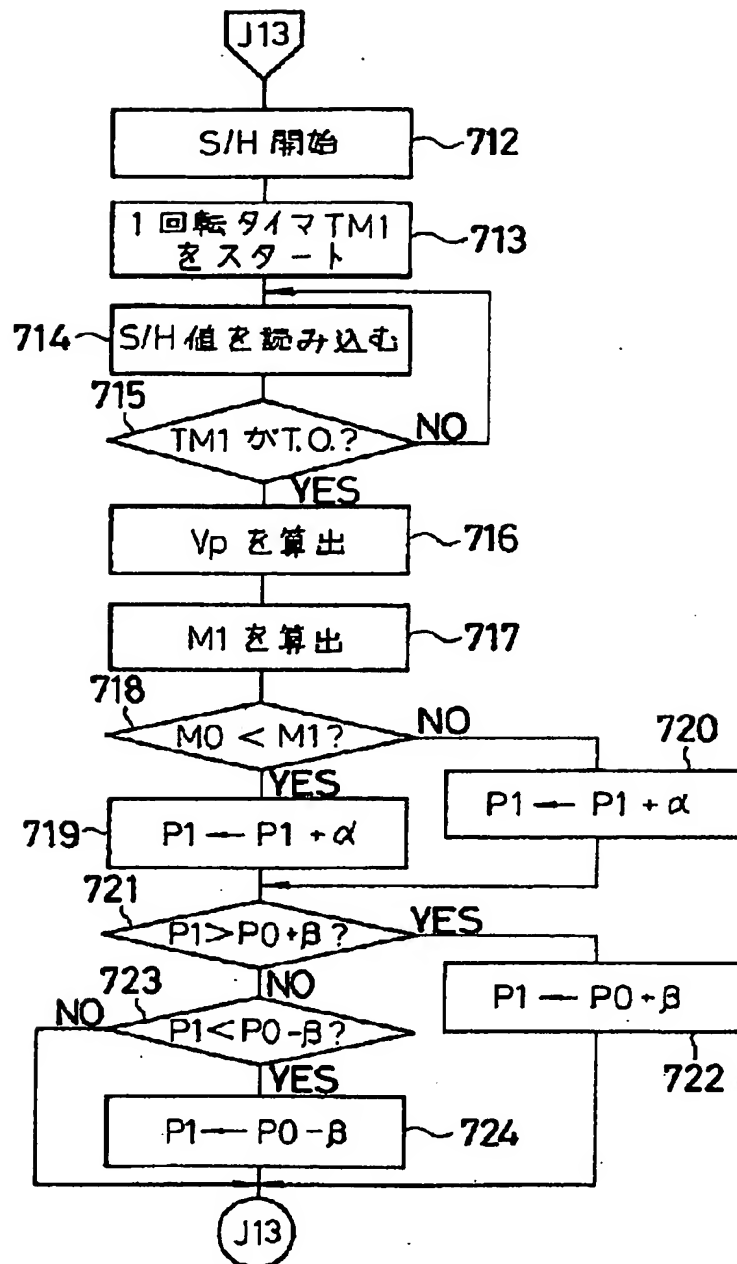 J13
S/H 開始
712
1 回転タイマ TM1
をスタート
713
714
S/H 値を読み込む
715
TM1 がT.O.?
NO
YES
Vp を算出
716
M1 を算出
717
718
M0 < M1?
NO
YES
720
719
P1 ← P1 + α
P1 ← P1 + α
721
P1>P0+β?
YES
NO
723
NO
P1<P0-β?
P1 ← P0+β
722
YES
P1 ← P0-β
724
J13